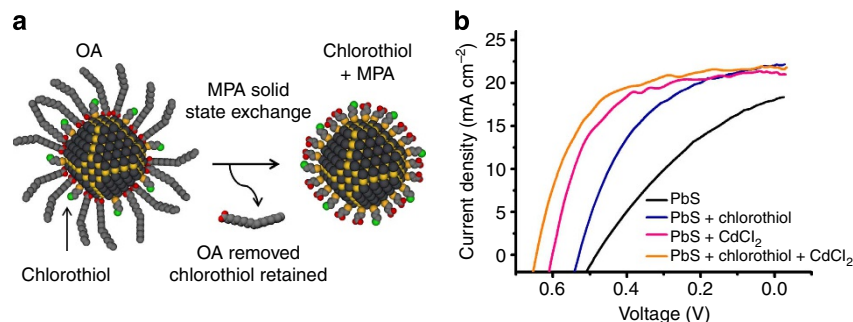 a
OA
Chlorothiol
+ MPA
MPA solid
state exchange
OA removed
chlorothiol retained
Chlorothiol
b
Current density (mA cm⁻²)
25
20
15
10
5
0
PbS
PbS + chlorothiol
PbS + CdCl₂
PbS + chlorothiol + CdCl₂
0.6
0.4
0.2
0.0
Voltage (V)